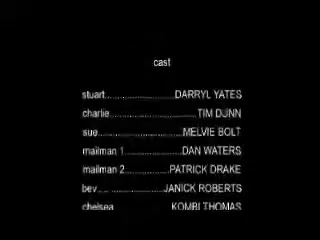 cast
stuart..........................DARRYL YATES
charlie................................TIM DUNN
sue................................MELVIE BOLT
mailman 1.....................DAN WATERS
mailman 2................PATRICK DRAKE
bev.........................JANICK ROBERTS
chelsea KOMBI THOMAS